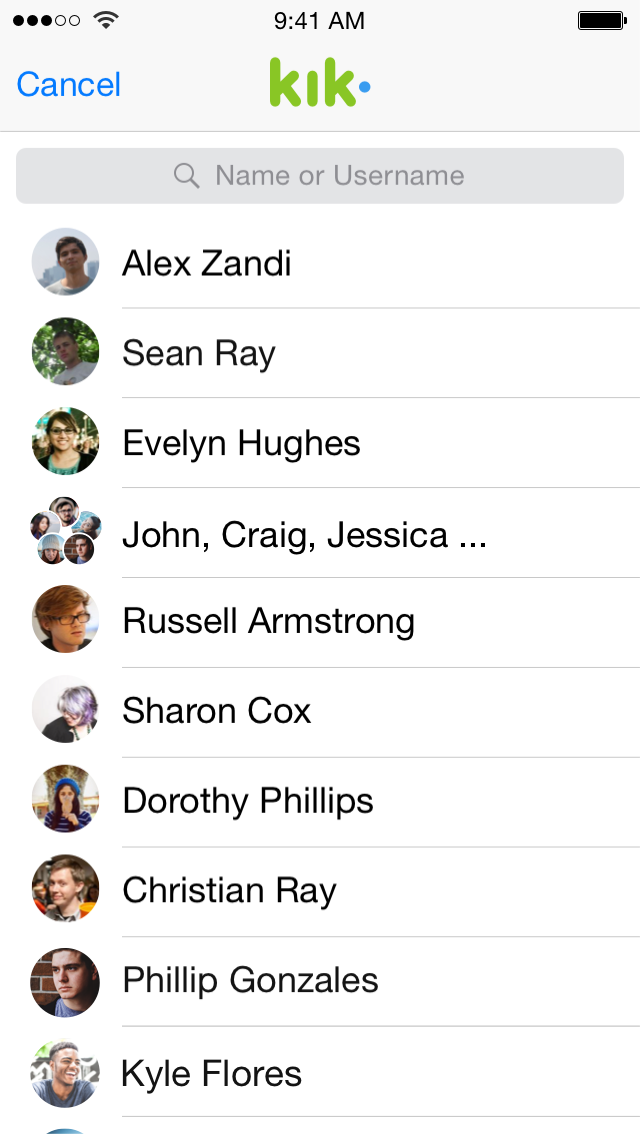 9:41 AM
Cancel
kik
Name or Username
Alex Zandi
Sean Ray
Evelyn Hughes
John, Craig, Jessica ...
Russell Armstrong
Sharon Cox
Dorothy Phillips
Christian Ray
Phillip Gonzales
Kyle Flores